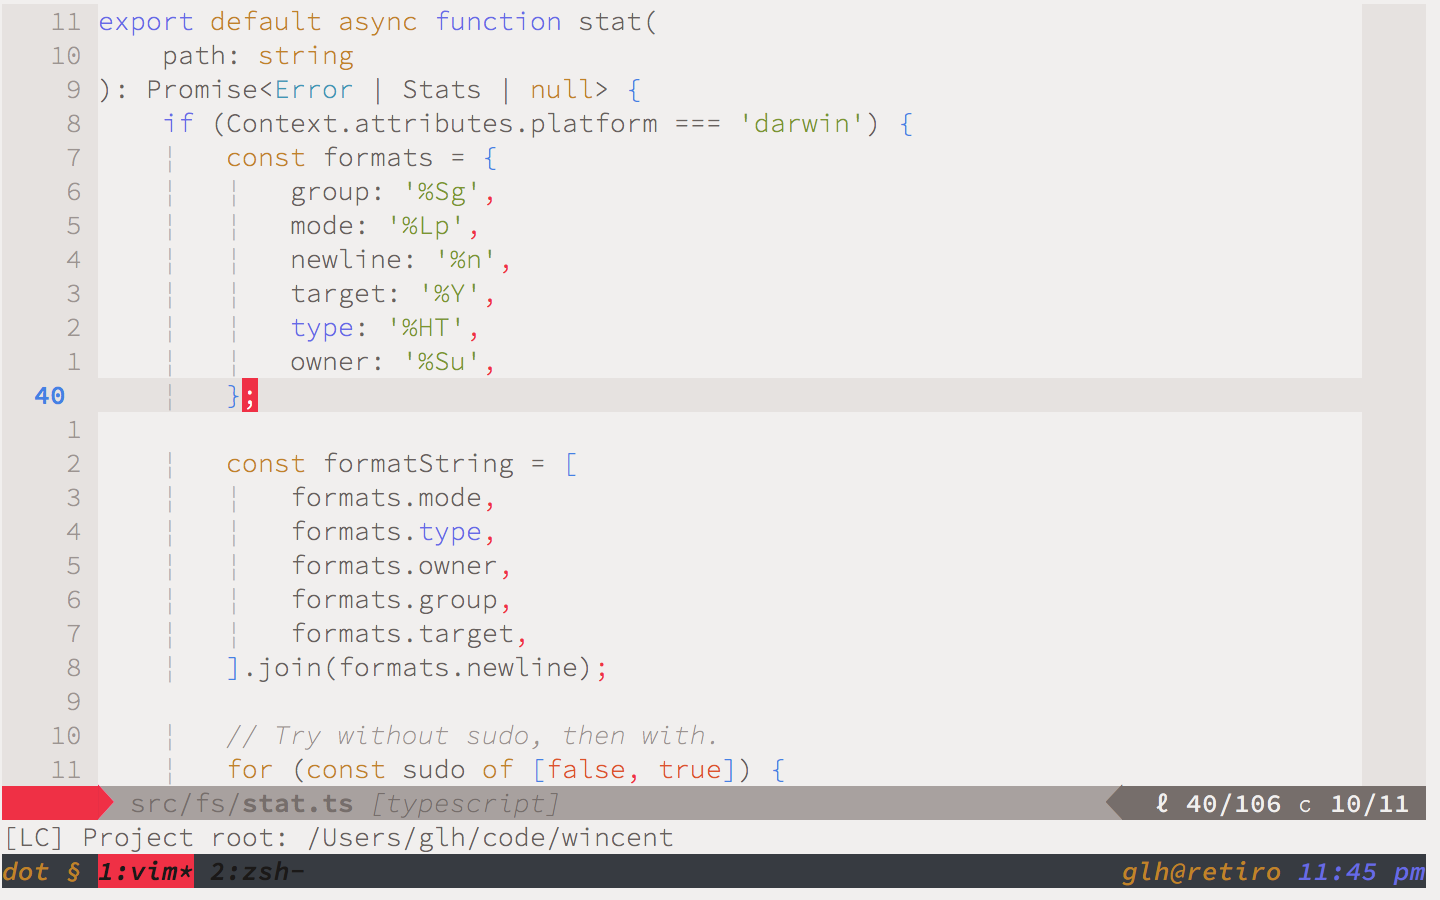 11 export default async function stat(
10     path: string
9 ): Promise<Error | Stats | null> {
8     if (Context.attributes.platform === 'darwin') {
7         const formats = {
6             group: '%Sg',
5             mode: '%Lp',
4             newline: '%n',
3             target: '%Y',
2             type: '%HT',
1             owner: '%Su',
40         };
1
2         const formatString = [
3             formats.mode,
4             formats.type,
5             formats.owner,
6             formats.group,
7             formats.target,
8         ].join(formats.newline);
9
10         // Try without sudo, then with.
11         for (const sudo of [false, true]) {
src/fs/stat.ts [typescript] ℓ 40/106 c 10/11
[LC] Project root: /Users/glh/code/wincent
dot § 1:vim* 2:zsh- glh@retiro 11:45 pm